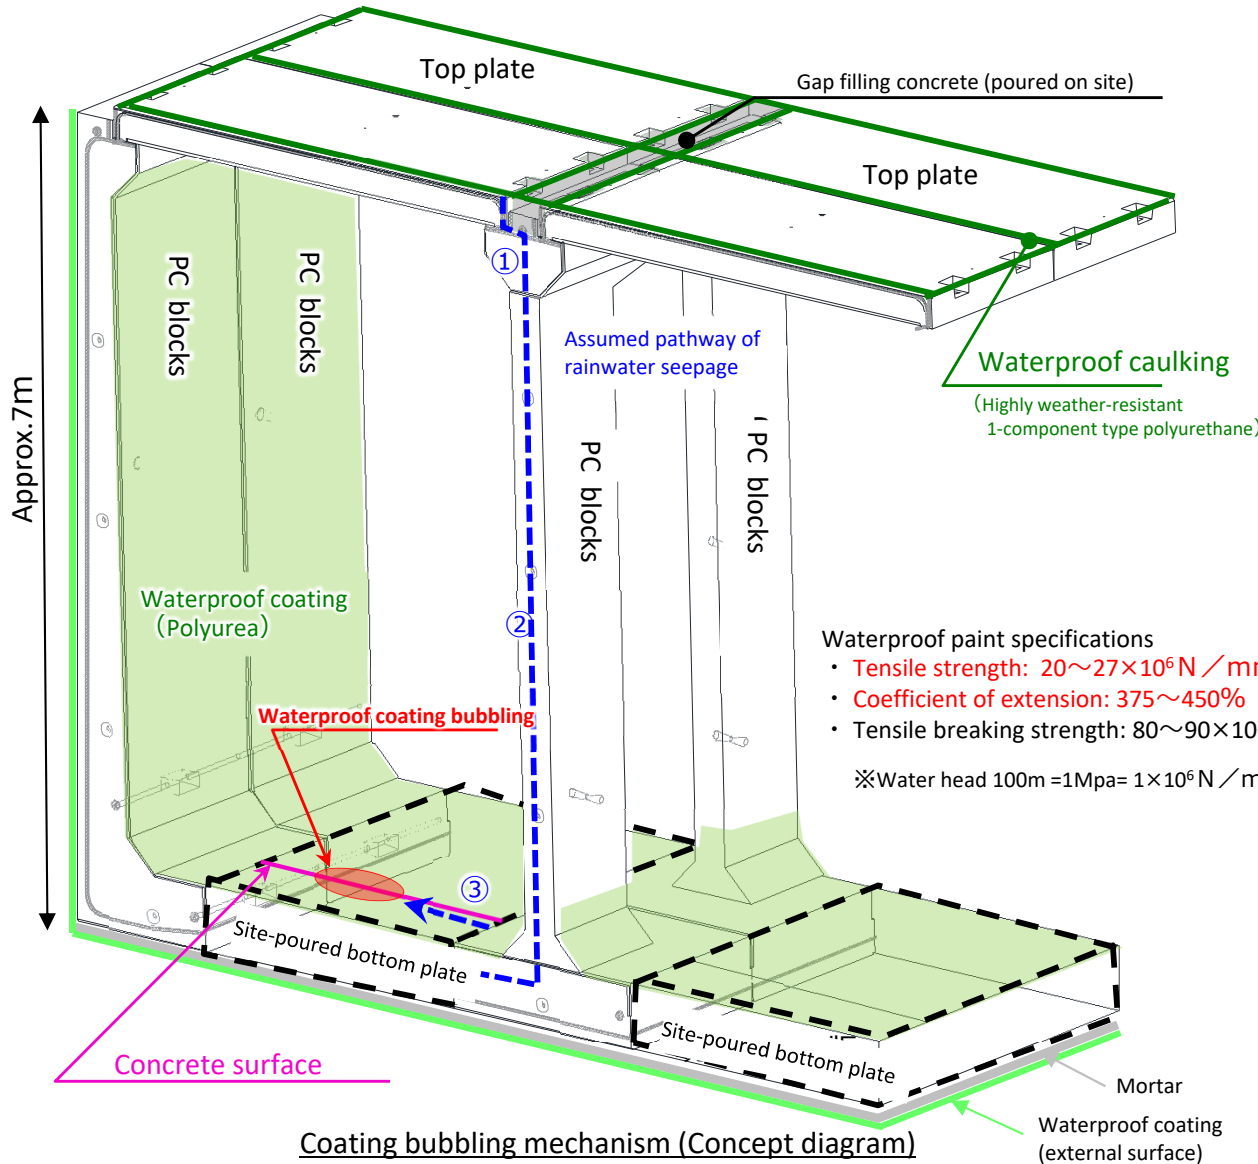 Top plate
Gap filling concrete (poured on site)
Top plate
PC blocks
PC blocks
①
Assumed pathway of
rainwater seepage
Waterproof caulking
(Highly weather-resistant
1-component type polyurethane)
Approx.7m
PC blocks
PC blocks
Waterproof coating
(Polyurea)
②
Waterproof paint specifications
・ Tensile strength: 20～27×10⁶N／mm
・ Coefficient of extension: 375～450%
・ Tensile breaking strength: 80～90×10
※Water head 100m =1Mpa= 1×10⁶N／m
Waterproof coating bubbling
③
Site-poured bottom plate
Site-poured bottom plate
Concrete surface
Mortar
Waterproof coating
(external surface)
Coating bubbling mechanism (Concept diagram)